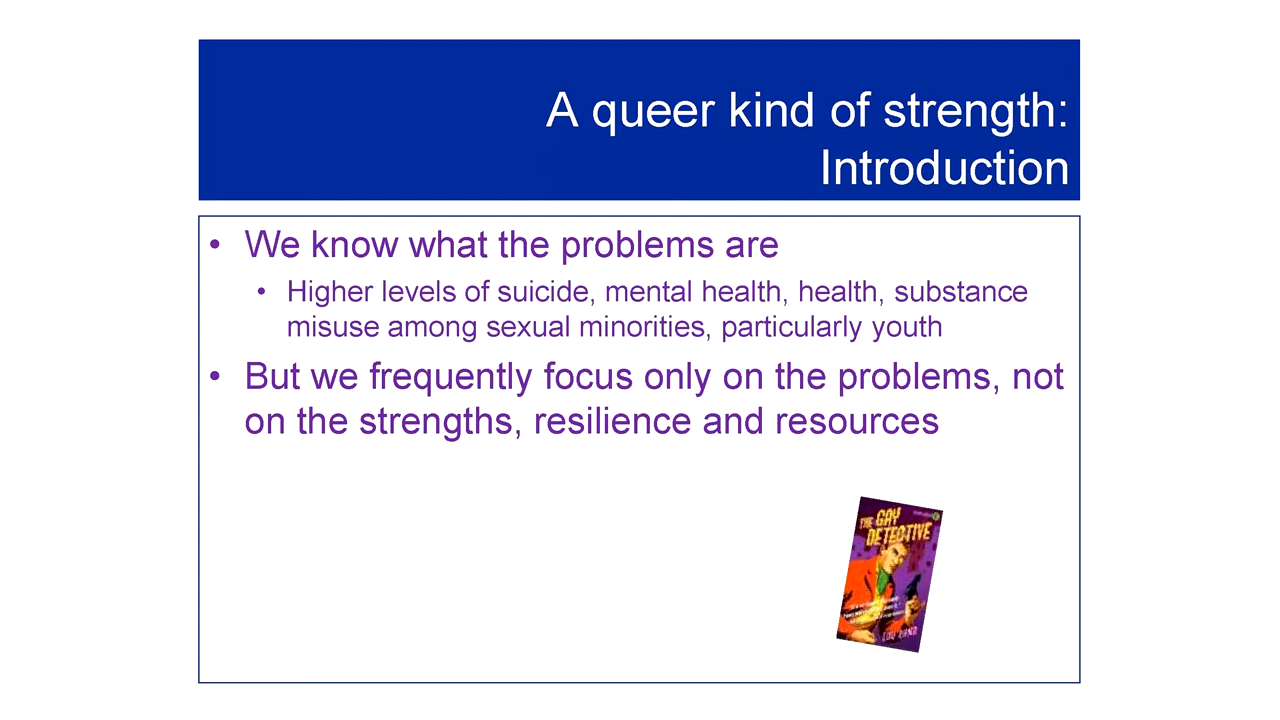 A queer kind of strength:
Introduction
• We know what the problems are
• Higher levels of suicide, mental health, health, substance
misuse among sexual minorities, particularly youth
• But we frequently focus only on the problems, not
on the strengths, resilience and resources
THE GAY
DETECTIVE
LOU RAND